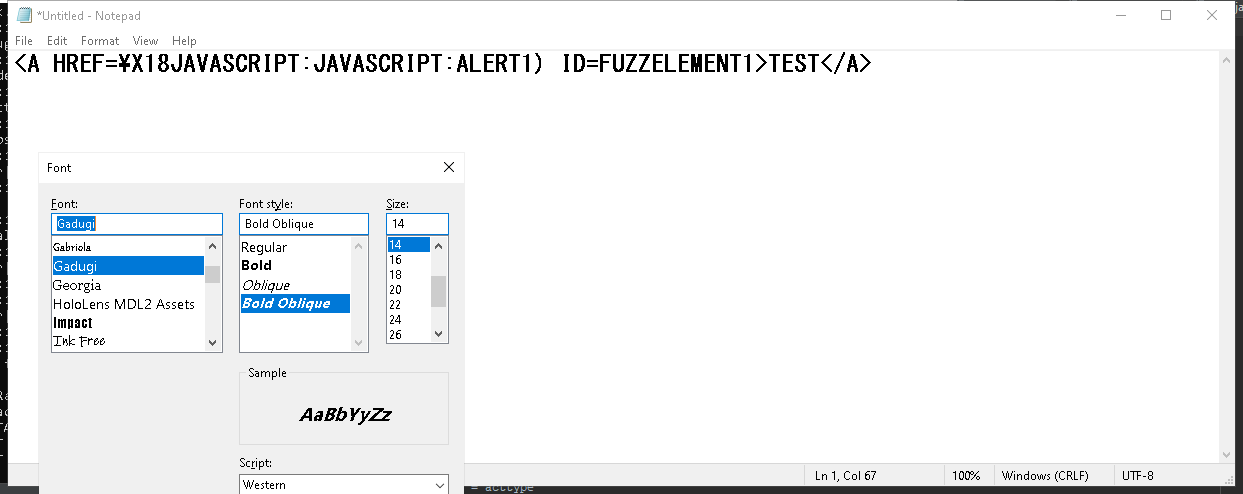 *Untitled - Notepad
File Edit Format View Help
<A HREF=¥X18JAVASCRIPT:JAVASCRIPT:ALERT1) ID=FUZZELEMENT1>TEST</A>
Font
Font: Font style: Size:
Gadugi Bold Oblique 14
Gabriola Regular 14
Gadugi Bold 16
Georgia Oblique 18
HoloLens MDL2 Assets Bold Oblique 20
Impact 22
Ink Free 24
26
Sample
AaBbYyZz
Script:
Western
Ln 1, Col 67 100% Windows (CRLF) UTF-8
= acctype